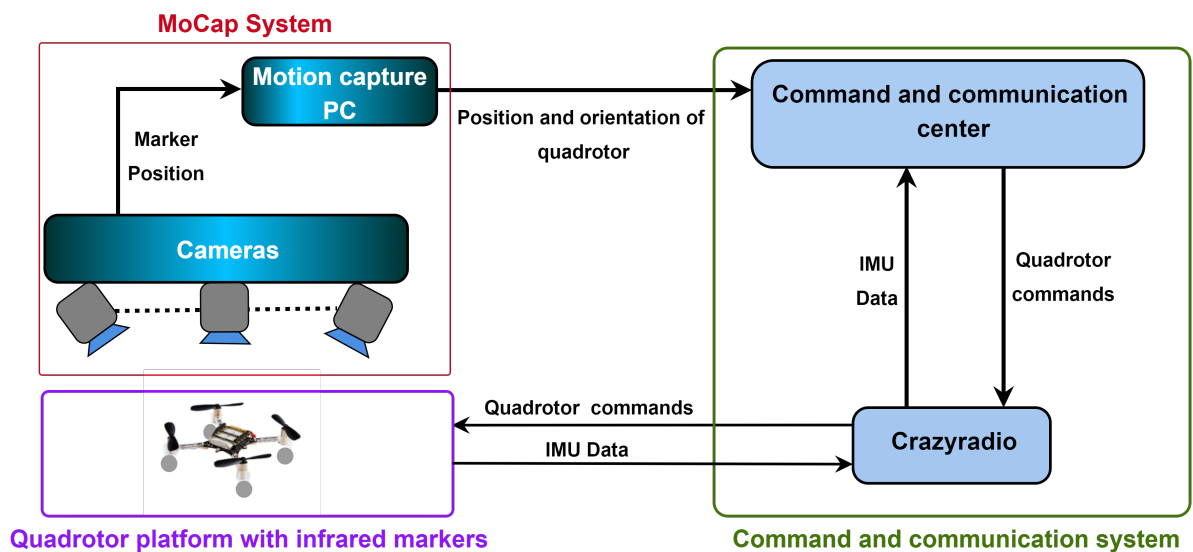 MoCap System
Motion capture
PC
Marker
Position
Cameras
Position and orientation of
quadrotor
Command and communication
center
IMU
Data
Quadrotor
commands
Quadrotor commands
IMU Data
Crazyradio
Quadrotor platform with infrared markers
Command and communication system